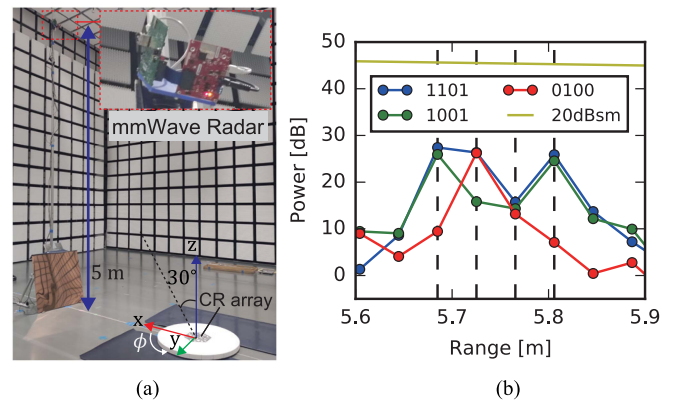 (a)
mmWave Radar
5 m
z
30°
CR array
x
y
ϕ
(a)
(b)
50
40
30
20
10
0
Power [dB]
1101
0100
1001
20dBsm
5.6
5.7
5.8
5.9
Range [m]
(b)